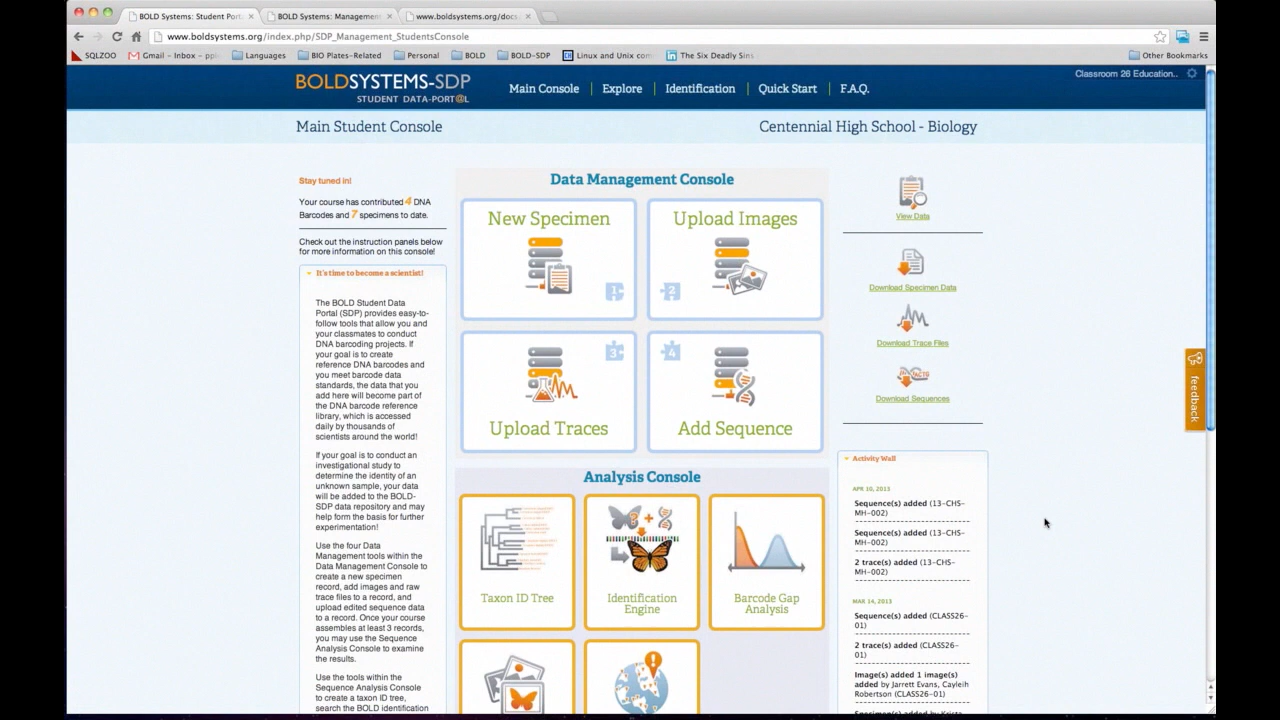 BOLD Systems: Student Port
BOLD Systems: Management
www.boldsystems.org/docs
www.boldsystems.org/index.php/SDP_Management_StudentsConsole
SQLZOO
Gmail - Inbox -
Languages
BIO Plates-Related
Personal
BOLD
BOLD-SDP
Linux and Unix com
The Six Deadly Sins
Other Bookmarks
BOLDSYSTEMS-SDP
STUDENT DATA-PORT@L
Main Console
Explore
Identification
Quick Start
F.A.Q.
Classroom 26 Education..
Main Student Console
Centennial High School - Biology
Stay tuned in!
Your course has contributed 4 DNA
Barcodes and 7 specimens to date.
Check out the instruction panels below
for more information on this console!
It's time to become a scientist!
The BOLD Student Data
Portal (SDP) provides easy-to-
follow tools that allow you and
your classmates to conduct
DNA barcoding projects. If
your goal is to create
reference DNA barcodes and
you meet barcode data
standards, the data that you
add here will become part of
the DNA barcode reference
library, which is accessed
daily by thousands of
scientists around the world!
If your goal is to conduct an
investigational study to
determine the identity of an
unknown sample, your data
will be added to the BOLD-
SDP data repository and may
help form the basis for further
experimentation!
Use the four Data
Management tools within the
Data Management Console to
create a new specimen
record, add images and raw
trace files to a record, and
upload edited sequence data
to a record. Once your course
assembles at least 3 records,
you may use the Sequence
Analysis Console to examine
the results.
Use the tools within the
Sequence Analysis Console
to create a taxon ID tree,
search the BOLD identification
Data Management Console
New Specimen
1
Upload Images
2
3
Upload Traces
4
Add Sequence
Analysis Console
Taxon ID Tree
Identification
Engine
Barcode Gap
Analysis
View Data
Download Specimen Data
Download Trace Files
ACTG
Download Sequences
feedback
Activity Wall
APR 10, 2013
Sequence(s) added (13-CHS-
MH-002)
Sequence(s) added (13-CHS-
MH-002)
2 trace(s) added (13-CHS-
MH-002)
MAR 14, 2013
Sequence(s) added (CLASS26-
01)
2 trace(s) added (CLASS26-
01)
Image(s) added 1 image(s)
added by Jarrett Evans, Cayleih
Robertson (CLASS26-01)